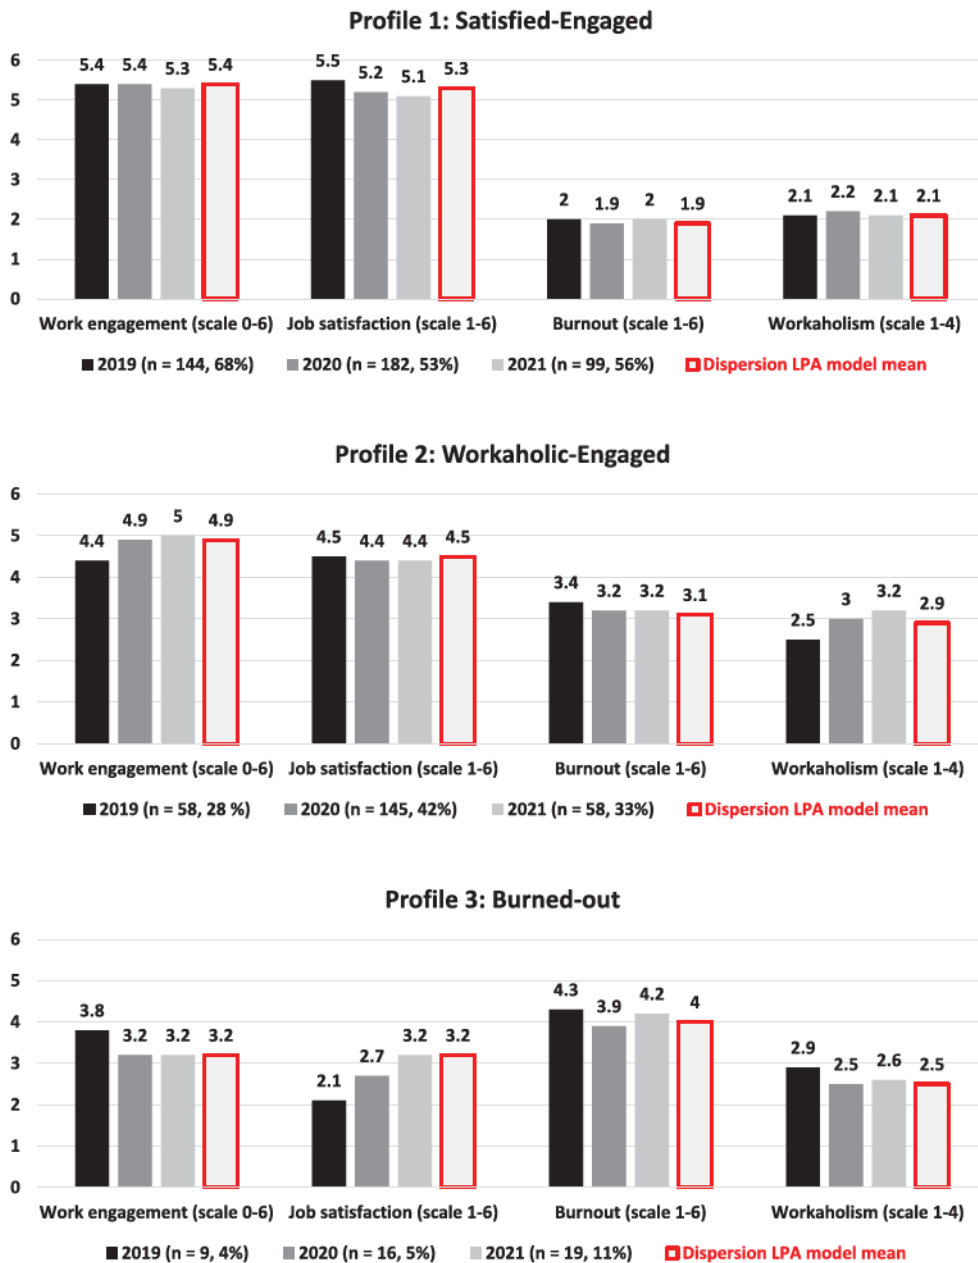 Profile 1: Satisfied-Engaged
6
5
4
3
2
1
0
5.4 5.4 5.3 5.4
5.5 5.2 5.1 5.3
2 1.9 2 1.9
2.1 2.2 2.1 2.1
Work engagement (scale 0-6) Job satisfaction (scale 1-6) Burnout (scale 1-6) Workaholism (scale 1-4)
2019 (n = 144, 68%) 2020 (n = 182, 53%) 2021 (n = 99, 56%) Dispersion LPA model mean
Profile 2: Workaholic-Engaged
6
5
4
3
2
1
0
4.4 4.9 5 4.9
4.5 4.4 4.4 4.5
3.4 3.2 3.2 3.1
2.5 3 3.2 2.9
Work engagement (scale 0-6) Job satisfaction (scale 1-6) Burnout (scale 1-6) Workaholism (scale 1-4)
2019 (n = 58, 28 %) 2020 (n = 145, 42%) 2021 (n = 58, 33%) Dispersion LPA model mean
Profile 3: Burned-out
6
5
4
3
2
1
0
3.8 3.2 3.2 3.2
2.1 2.7 3.2 3.2
4.3 3.9 4.2 4
2.9 2.5 2.6 2.5
Work engagement (scale 0-6) Job satisfaction (scale 1-6) Burnout (scale 1-6) Workaholism (scale 1-4)
2019 (n = 9, 4%) 2020 (n = 16, 5%) 2021 (n = 19, 11%) Dispersion LPA model mean